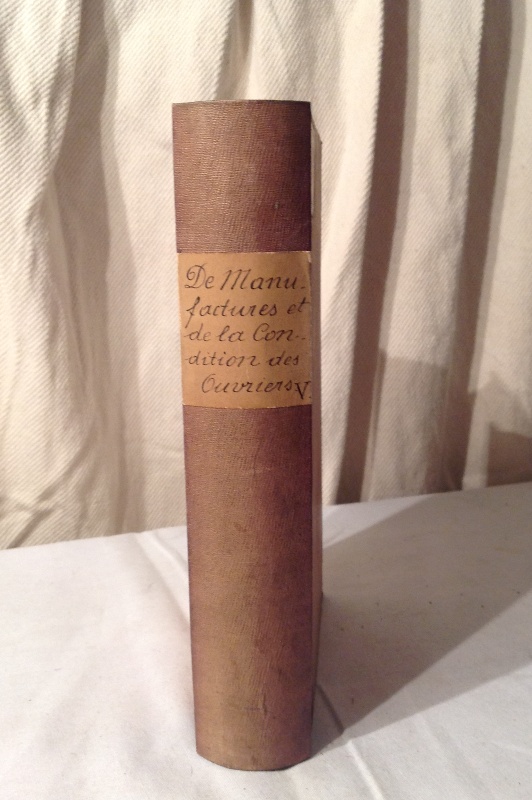 De Manu-
factures et
de la Con-
dition des
Ouvriers V.